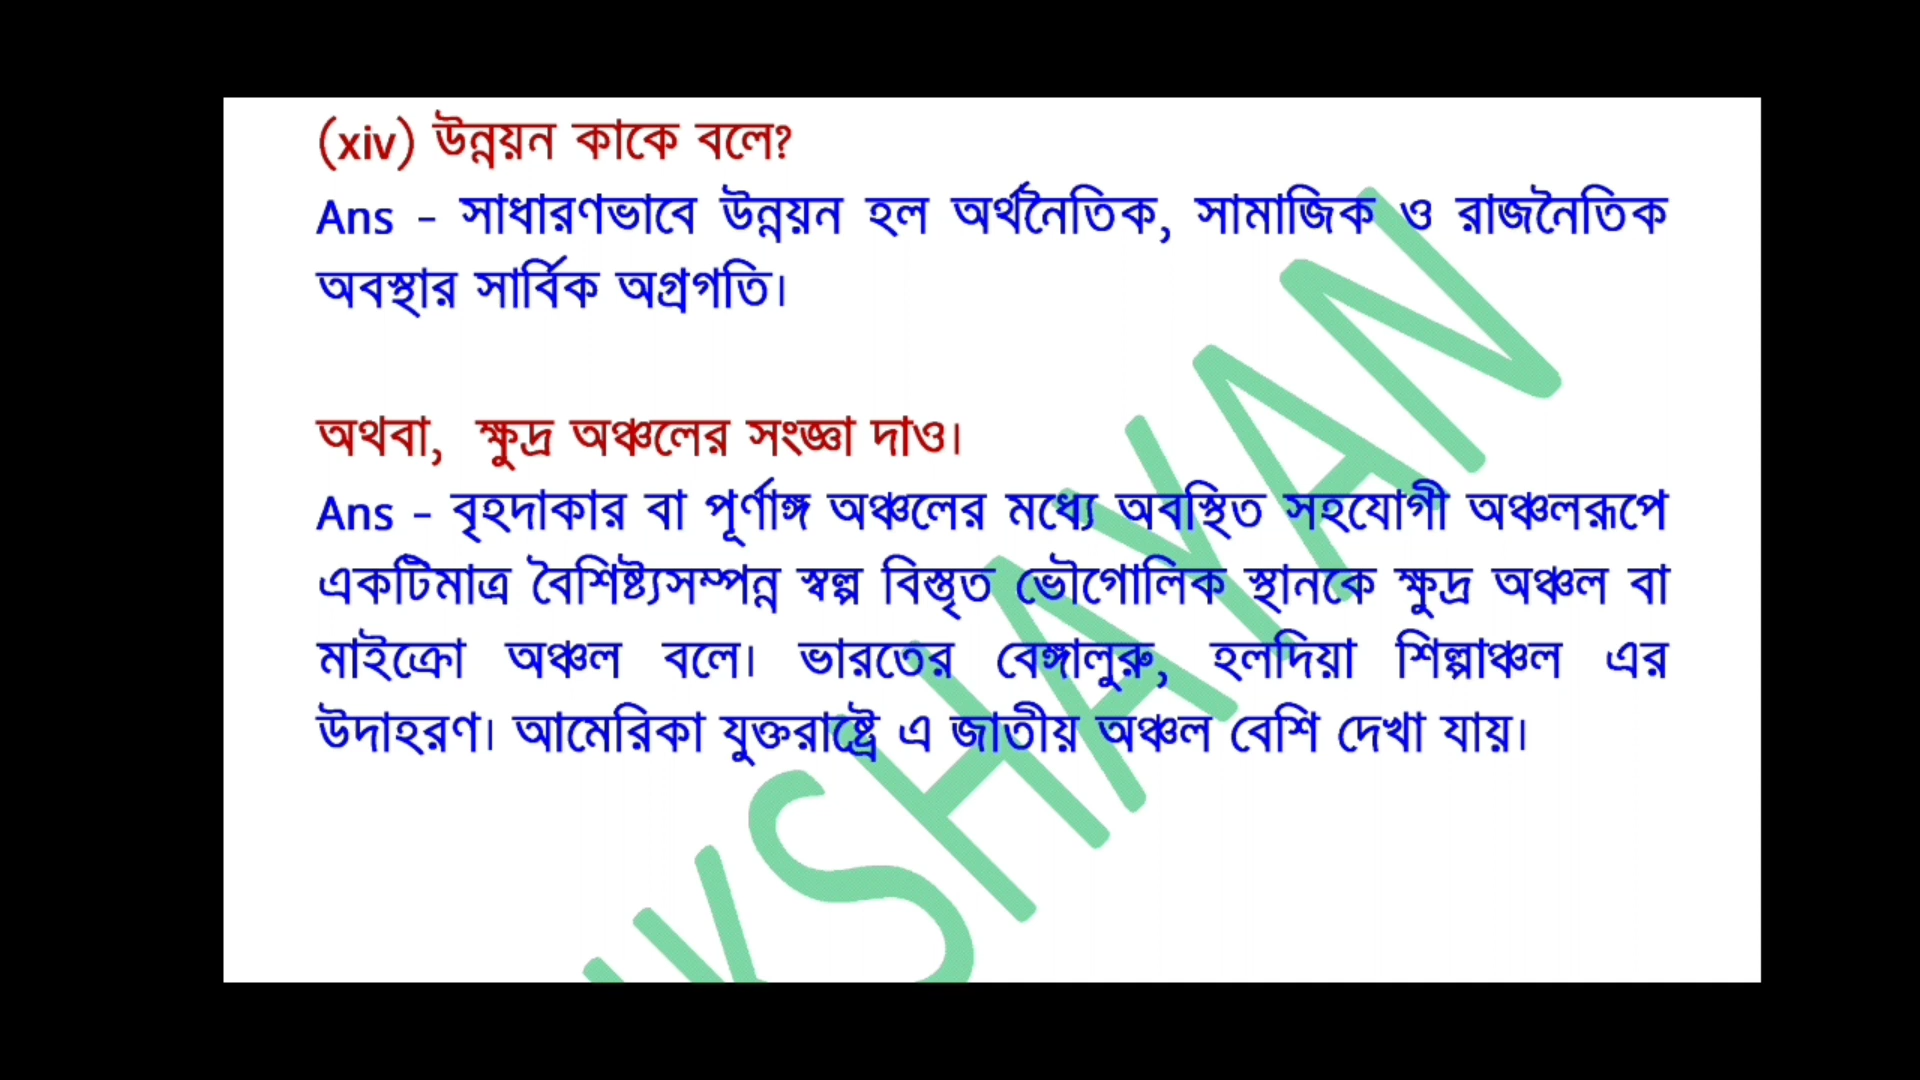 (xiv) উন্নয়ন কাকে বলে?
Ans - সাধারণভাবে উন্নয়ন হল অর্থনৈতিক, সামাজিক ও রাজনৈতিক
অবস্থার সার্বিক অগ্রগতি।
অথবা, ক্ষুদ্র অঞ্চলের সংজ্ঞা দাও।
Ans - বৃহদাকার বা পূর্ণাঙ্গ অঞ্চলের মধ্যে অবস্থিত সহযোগী অঞ্চলরূপে
একটিমাত্র বৈশিষ্ট্যসম্পন্ন স্বল্প বিস্তৃত ভৌগোলিক স্থানকে ক্ষুদ্র অঞ্চল বা
মাইক্রো অঞ্চল বলে। ভারতের বেঙ্গালুরু, হলদিয়া শিল্পাঞ্চল এর
উদাহরণ। আমেরিকা যুক্তরাষ্ট্রে এ জাতীয় অঞ্চল বেশি দেখা যায়।